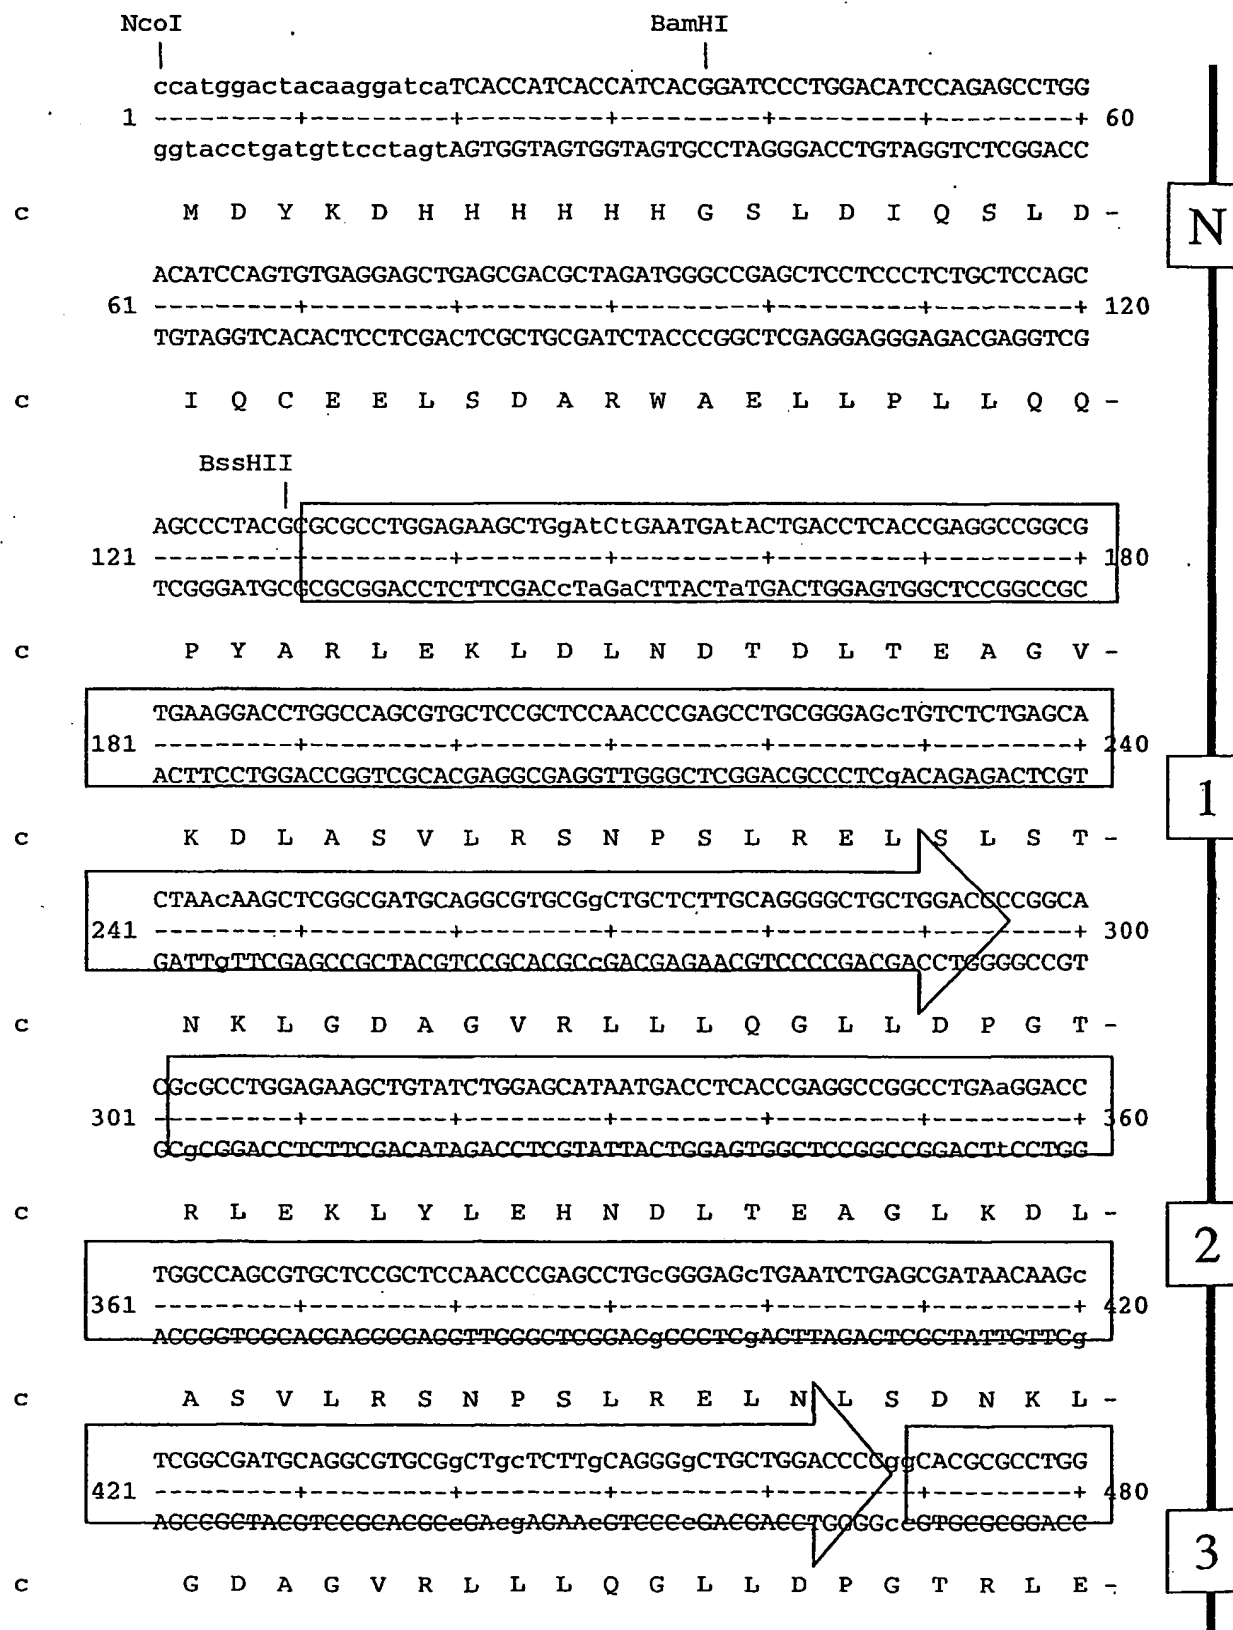 NcoI BamHI
ccatggactacaaggatcaTCACCATCACCATCACGGATCCCTGGACATCCAGAGCCTGG
1 ---------+---------+---------+---------+---------+---------+ 60
ggtacctgatgttcctagtAGTGGTAGTGGTAGTGCCTAGGGACCTGTAGGTCTCGGACC
N
c M D Y K D H H H H H H G S L D I Q S L D -
ACATCCAGTGTGAGGAGCTGAGCGACGCTAGATGGGCCGAGCTCCTCCCTCTGCTCCAGC
61 ---------+---------+---------+---------+---------+---------+ 120
TGTAGGTCACACTCCTCGACTCGCTGCGATCTACCCGGCTCGAGGAGGGAGACGAGGTCG
c I Q C E E L S D A R W A E L L P L L Q Q -
BssHII
AGCCCTACGCGCGCCTGGAGAAGCTGgAtCtGAATGAtACTGACCTCACCGAGGCCGGCG
121 ---------+---------+---------+---------+---------+---------+ 180
TCGGGATGCGCGCGGACCTCTTCGACcTaGaCTTACTaTGACTGGAGTGGCTCCGGCCGC
c P Y A R L E K L D L N D T D L T E A G V -
TGAAGGACCTGGCCAGCGTGCTCCGCTCCAACCCGAGCCTGCGGGAGcTGTCTCTGAGCA
181 ---------+---------+---------+---------+---------+---------+ 240
ACTTCCTGGACCGGTCGCACGAGGCGAGGTTGGGCTCGGACGCCCTCgACAGAGACTCGT
1
c K D L A S V L R S N P S L R E L S L S T -
CTAAcAAGCTCGGCGATGCAGGCGTGCGgCTGCTCTTGCAGGGGCTGCTGGACCCCGGCA
241 ---------+---------+---------+---------+---------+---------+ 300
GATTgTTCGAGCCGCTACGTCCGCACGCcGACGAGAACGTCCCCGACGACCTGGGGCCGT
c N K L G D A G V R L L L Q G L L D P G T -
CGcGCCTGGAGAAGCTGTATCTGGAGCATAATGACCTCACCGAGGCCGGCCTGAaGGACC
301 ---------+---------+---------+---------+---------+---------+ 360
GCgCGGACCTCTTCGACATAGACCTCGTATTACTGGAGTGGCTCCGGCCGGACTtCCTGG
c R L E K L Y L E H N D L T E A G L K D L -
2
TGGCCAGCGTGCTCCGCTCCAACCCGAGCCTGcGGGAGcTGAATCTGAGCGATAACAAGc
361 ---------+---------+---------+---------+---------+---------+ 420
ACCGGTCGCACGAGGCGAGGTTGGGCTCGGACgCCCTCgACTTAGACTCGCTATTGTTCg
c A S V L R S N P S L R E L N L S D N K L -
TCGGCGATGCAGGCGTGCGgCTgcTCTTgCAGGGgCTGCTGGACCCCggCACGCGCCTGG
421 ---------+---------+---------+---------+---------+---------+ 480
AGCCGCTACGTCCGCACGCcGAcgAGAAcGTCCCcGACGACCTGGGGccGTGCGCGGACC
3
c G D A G V R L L L Q G L L D P G T R L E -